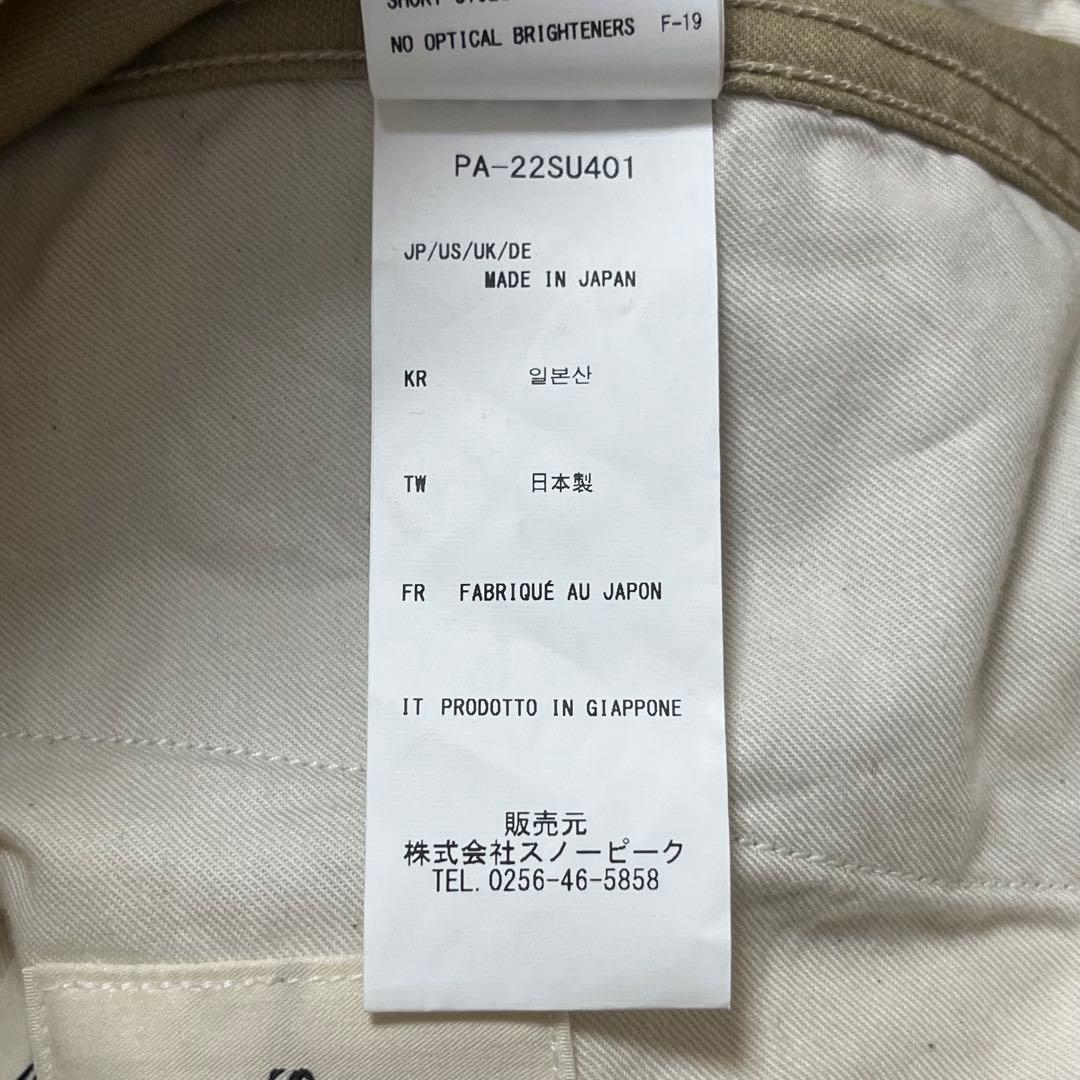 NO OPTICAL BRIGHTENERS F-19
PA-22SU401
JP/US/UK/DE
MADE IN JAPAN
KR 일본산
TW 日本製
FR FABRIQUÉ AU JAPON
IT PRODOTTO IN GIAPPONE
販売元
株式会社スノーピーク
TEL. 0256-46-5858